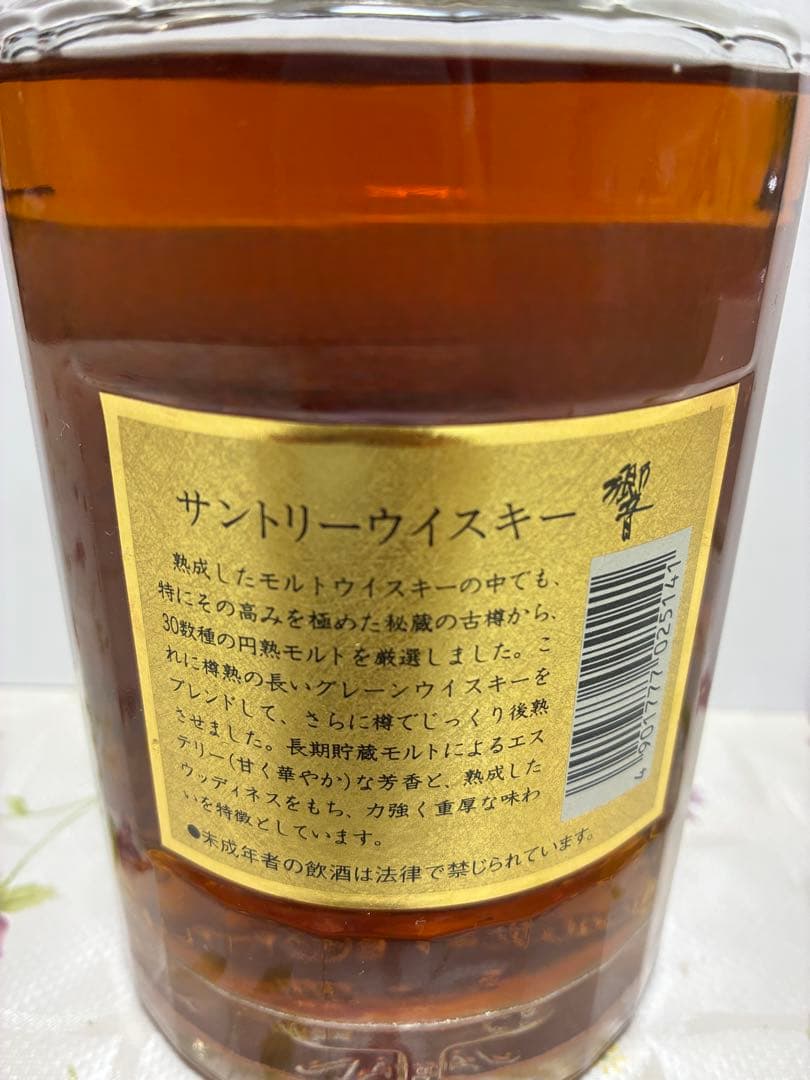 サントリーウイスキー 響
熟成したモルトウイスキーの中でも、
特にその高みを極めた秘蔵の古樽から、
30数種の円熟モルトを厳選しました。こ
れに樽熟の長いグレーンウイスキーを
ブレンドして、さらに樽でじっくり後熟
させました。長期貯蔵モルトによるエス
テリー(甘く華やか)な芳香と、熟成した
ウッディネスをもち、力強く重厚な味わ
いを特徴としています。
●未成年者の飲酒は法律で禁じられています。
4 901777 025141